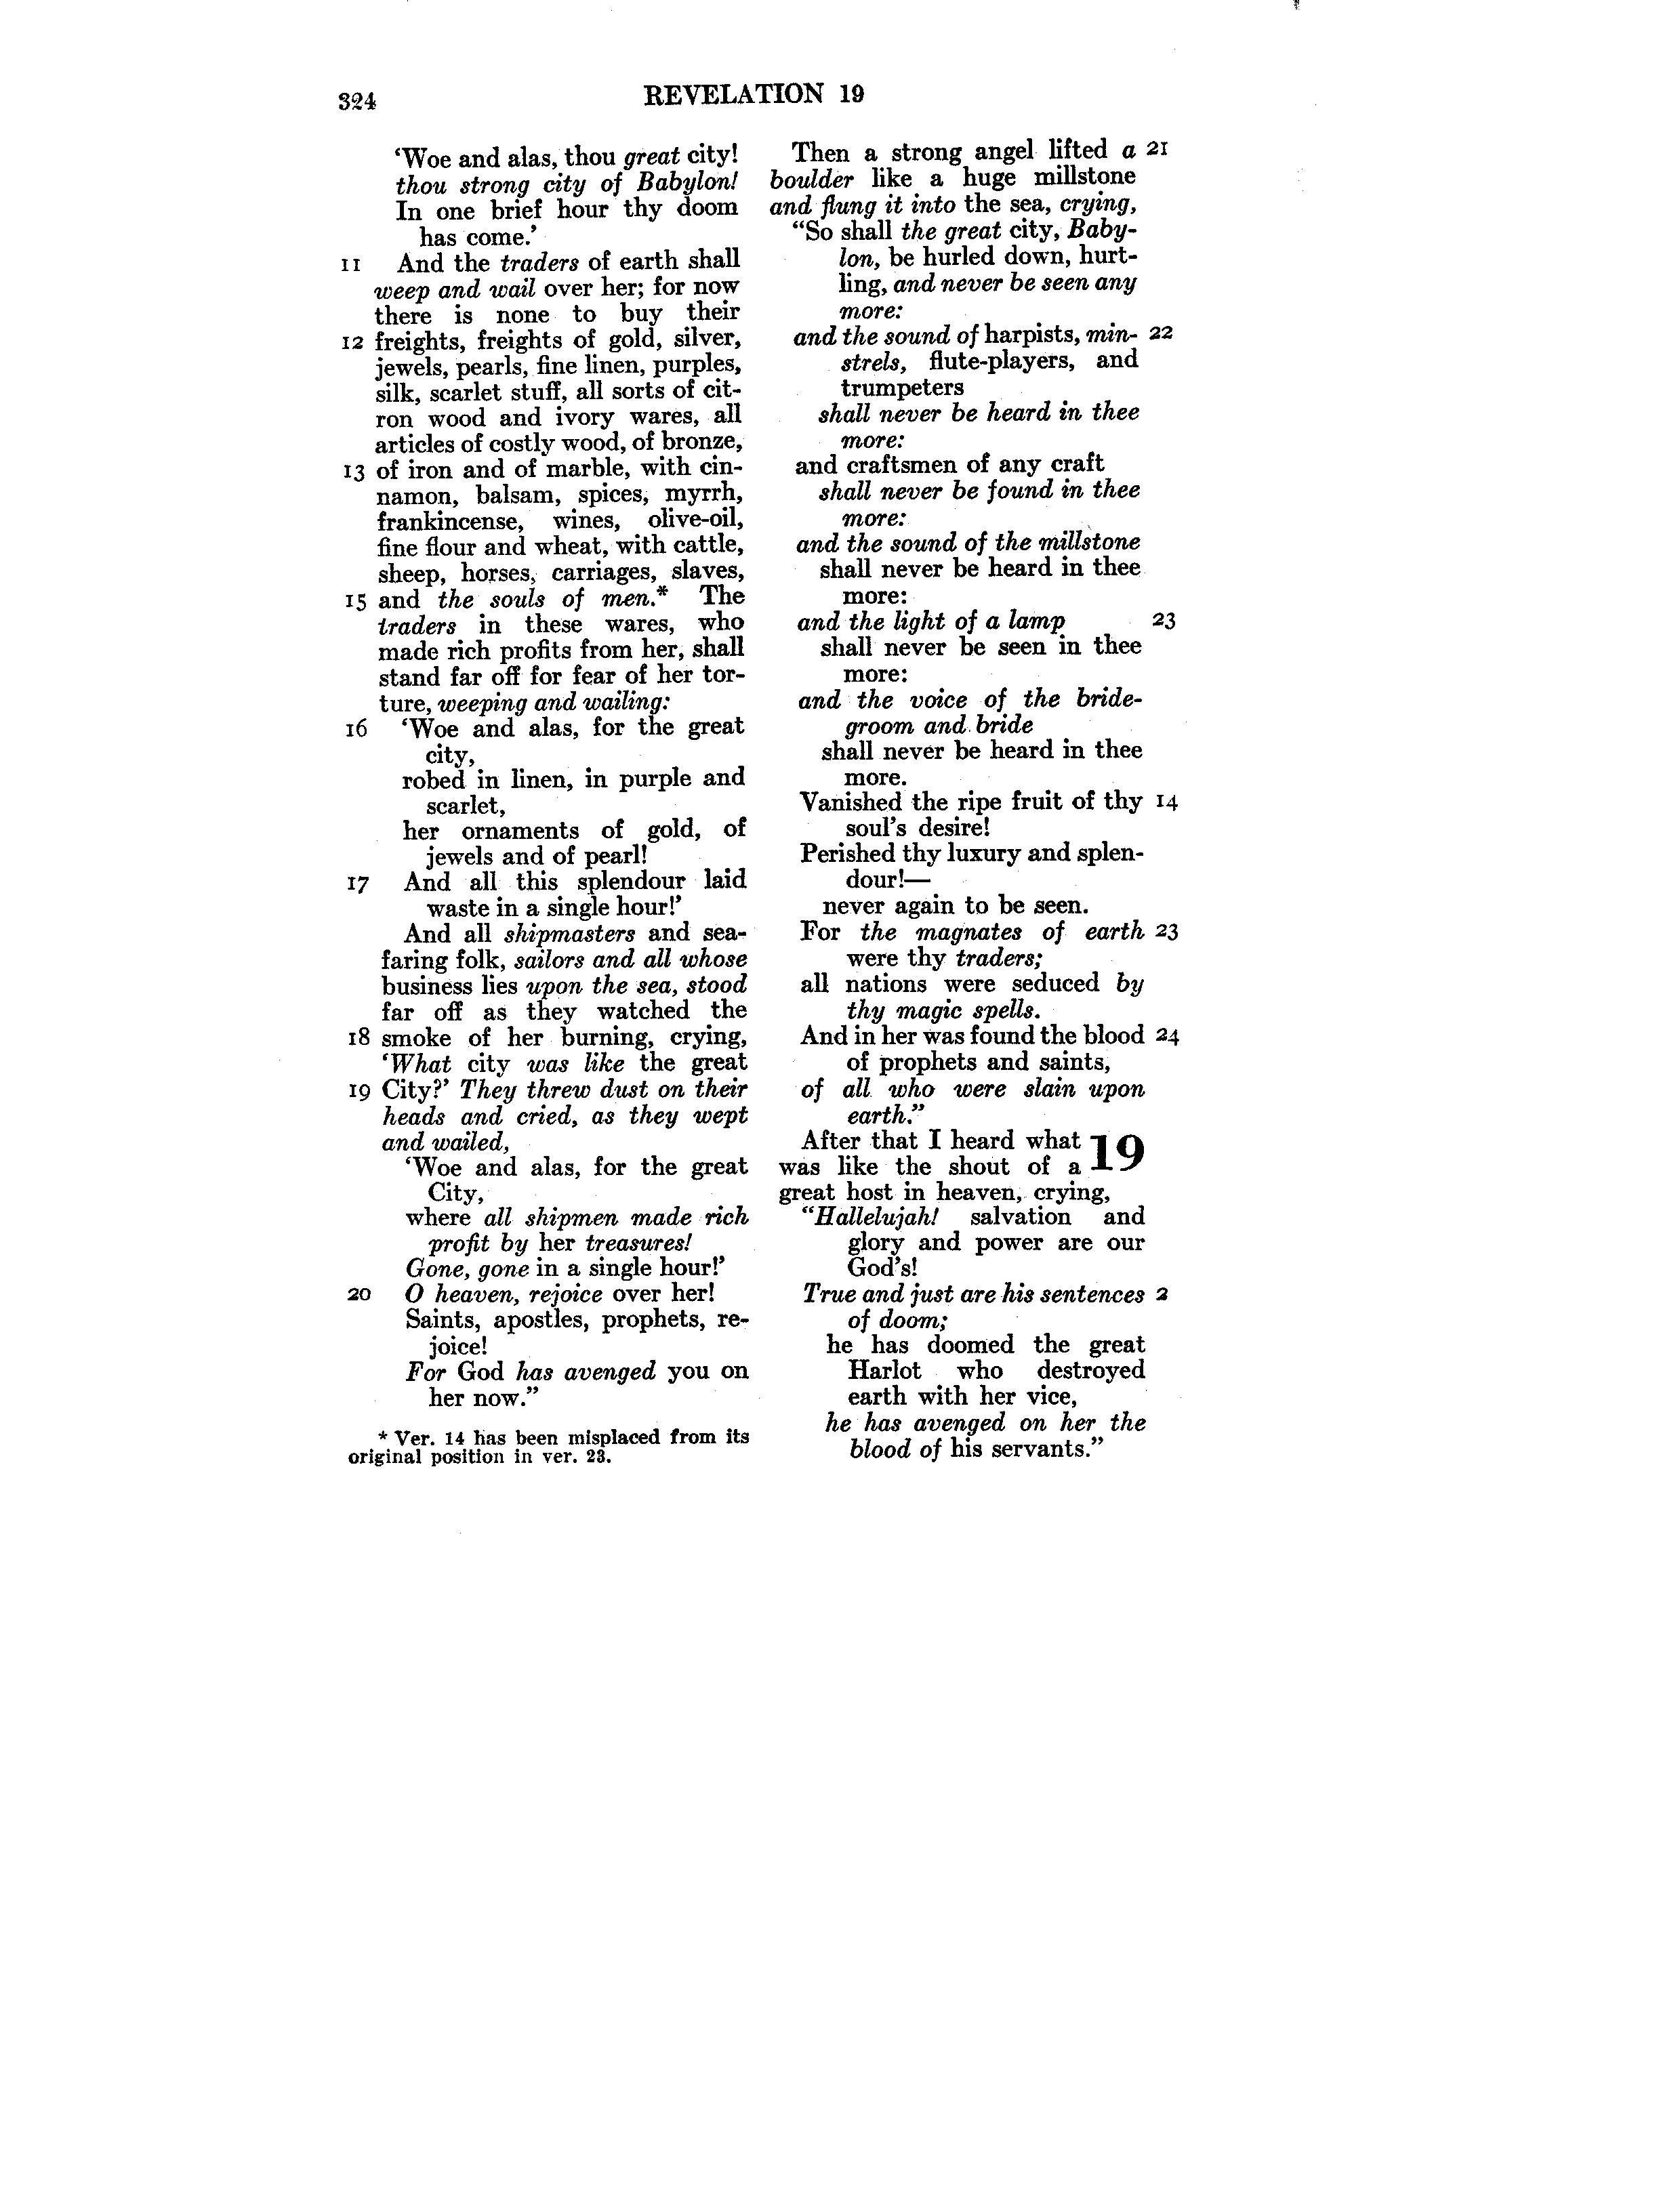 324
REVELATION 19
‘Woe and alas, thou great city!
thou strong city of Babylon!
In one brief hour thy doom
has come.’
11 And the traders of earth shall
weep and wail over her; for now
there is none to buy their
12 freights, freights of gold, silver,
jewels, pearls, fine linen, purples,
silk, scarlet stuff, all sorts of cit-
ron wood and ivory wares, all
articles of costly wood, of bronze,
13 of iron and of marble, with cin-
namon, balsam, spices, myrrh,
frankincense, wines, olive-oil,
fine flour and wheat, with cattle,
sheep, horses, carriages, slaves,
15 and the souls of men.* The
traders in these wares, who
made rich profits from her, shall
stand far off for fear of her tor-
ture, weeping and wailing:
16 ‘Woe and alas, for the great
city,
robed in linen, in purple and
scarlet,
her ornaments of gold, of
jewels and of pearl!
17 And all this splendour laid
waste in a single hour!’
And all shipmasters and sea-
faring folk, sailors and all whose
business lies upon the sea, stood
far off as they watched the
18 smoke of her burning, crying,
‘What city was like the great
19 City?’ They threw dust on their
heads and cried, as they wept
and wailed,
‘Woe and alas, for the great
City,
where all shipmen made rich
profit by her treasures!
Gone, gone in a single hour!’
20 O heaven, rejoice over her!
Saints, apostles, prophets, re-
joice!
For God has avenged you on
her now.”
* Ver. 14 has been misplaced from its
original position in ver. 23.
Then a strong angel lifted a 21
boulder like a huge millstone
and flung it into the sea, crying,
“So shall the great city, Baby-
lon, be hurled down, hurt-
ling, and never be seen any
more:
and the sound of harpists, min- 22
strels, flute-players, and
trumpeters
shall never be heard in thee
more:
and craftsmen of any craft
shall never be found in thee
more:
and the sound of the millstone
shall never be heard in thee
more:
and the light of a lamp 23
shall never be seen in thee
more:
and the voice of the bride-
groom and bride
shall never be heard in thee
more.
Vanished the ripe fruit of thy 14
soul’s desire!
Perished thy luxury and splen-
dour!—
never again to be seen.
For the magnates of earth 23
were thy traders;
all nations were seduced by
thy magic spells.
And in her was found the blood 24
of prophets and saints,
of all who were slain upon
earth.”
After that I heard what 19
was like the shout of a
great host in heaven, crying,
“Hallelujah! salvation and
glory and power are our
God’s!
True and just are his sentences 2
of doom;
he has doomed the great
Harlot who destroyed
earth with her vice,
he has avenged on her the
blood of his servants.”